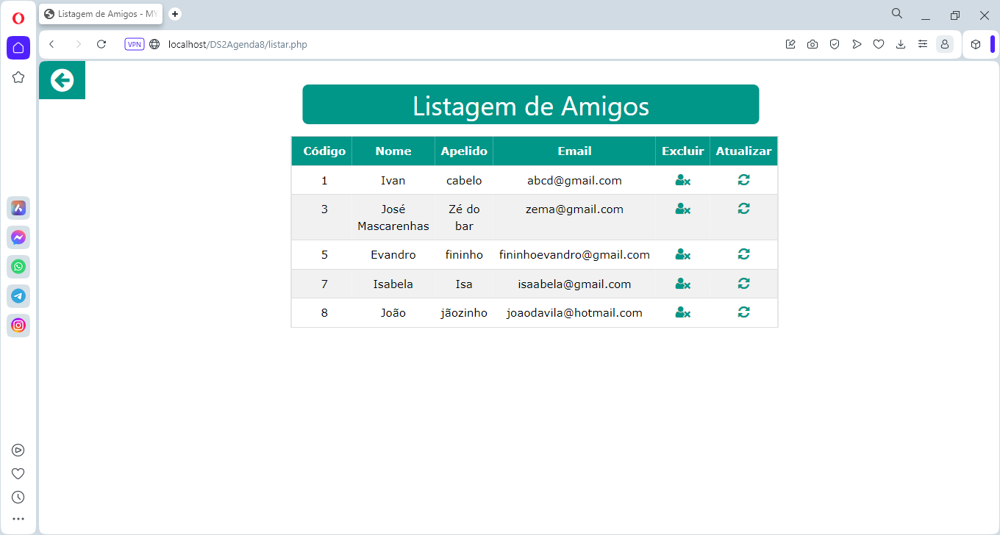 Listagem de Amigos - MY
VPN localhost/DS2Agenda8/listar.php
Listagem de Amigos
Código Nome Apelido Email Excluir Atualizar
1 Ivan cabelo abcd@gmail.com
3 José Mascarenhas Zé do bar zema@gmail.com
5 Evandro fininho fininhoevandro@gmail.com
7 Isabela Isa isaabela@gmail.com
8 João jãozinho joaodavila@hotmail.com